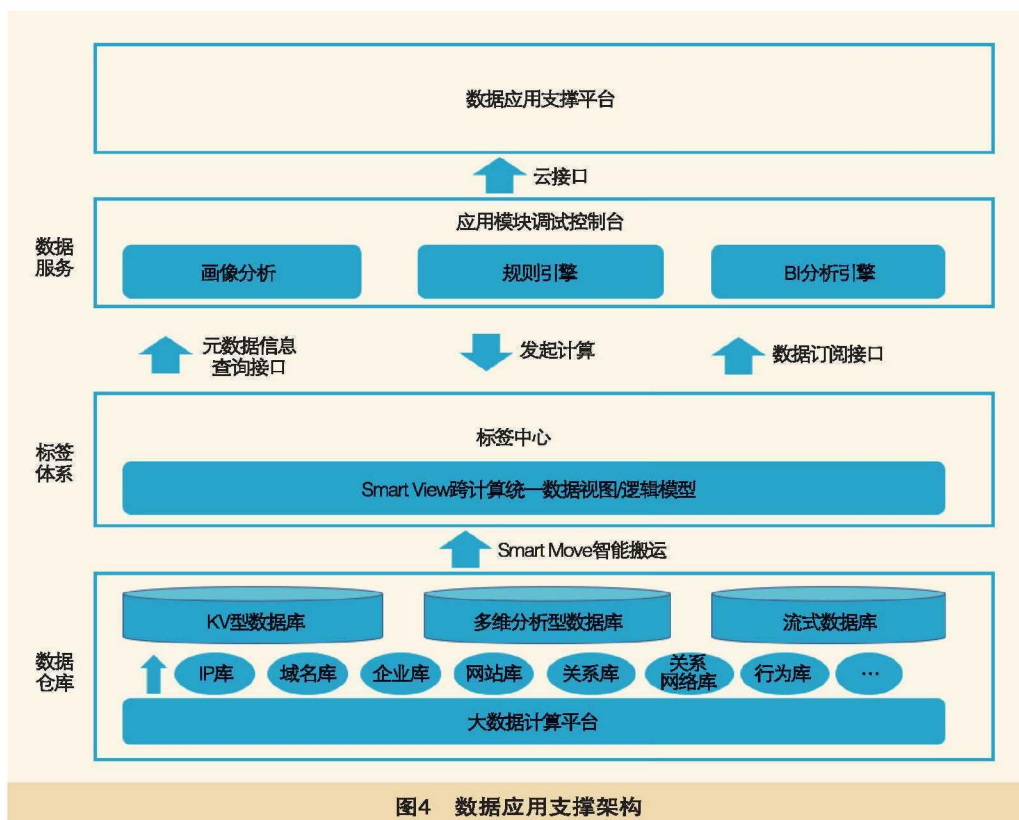 数据应用支撑平台
云接口
数据
服务
应用模块调试控制台
画像分析
规则引擎
BI分析引擎
元数据信息
查询接口
发起计算
数据订阅接口
标签
体系
标签中心
Smart View跨计算统一数据视图/逻辑模型
Smart Move智能搬运
数据
仓库
KV型数据库
多维分析型数据库
流式数据库
IP库
域名库
企业库
网站库
关系库
关系
网络库
行为库
…
大数据计算平台
图4 数据应用支撑架构